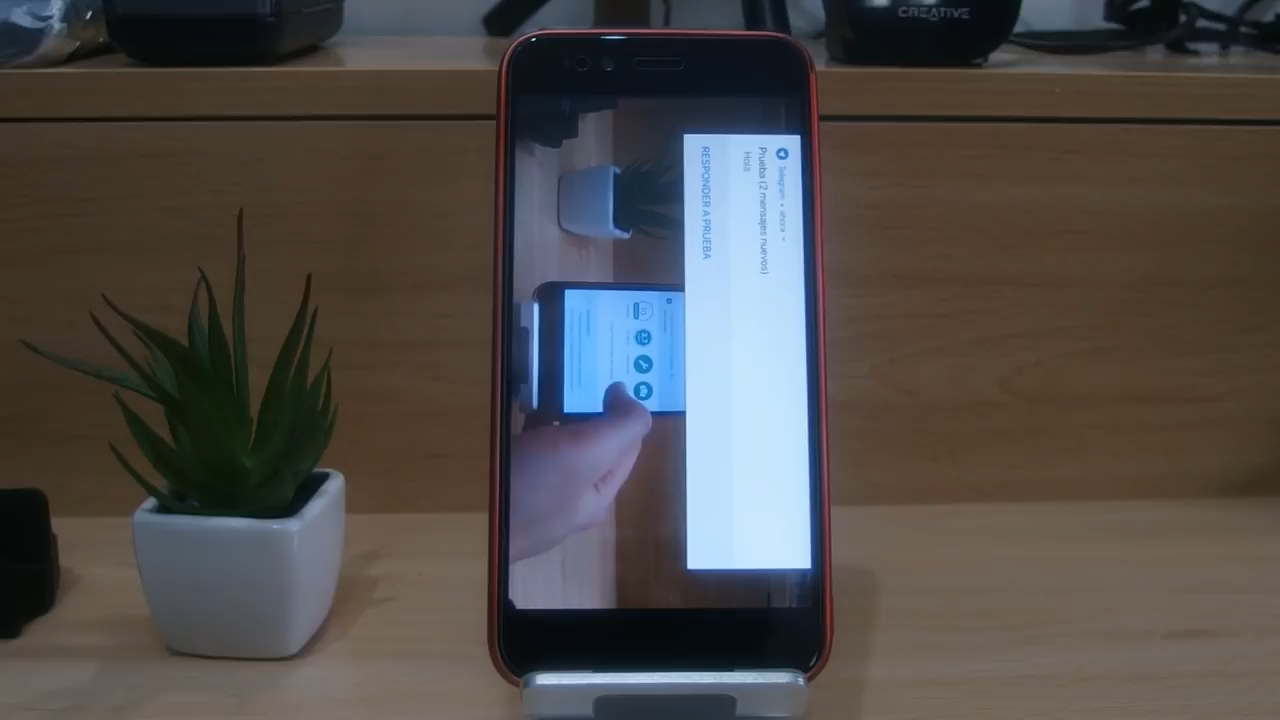 CREATIVE
Telegram • ahora
Prueba (2 mensajes nuevos)
Hola
RESPONDER A PRUEBA